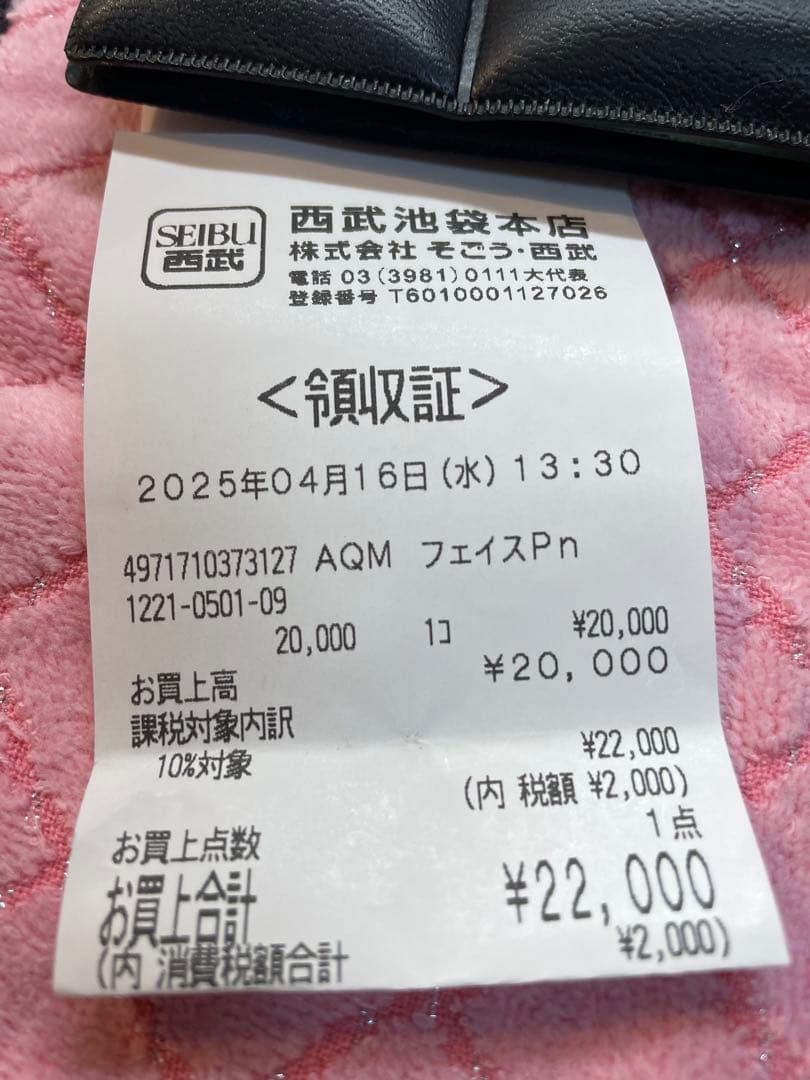 SEIBU
西武
西武池袋本店
株式会社 そごう・西武
電話 03(3981)0111大代表
登録番号 T6010001127026
<領収証>
2025年04月16日(水)13:30
4971710373127 AQM フェイスPn
1221-0501-09
20,000 1コ ¥20,000
お買上高 ¥20,000
課税対象内訳
10%対象 ¥22,000
(内 税額 ¥2,000)
お買上点数 1点
お買上合計 ¥22,000
(内 消費税額合計 ¥2,000)